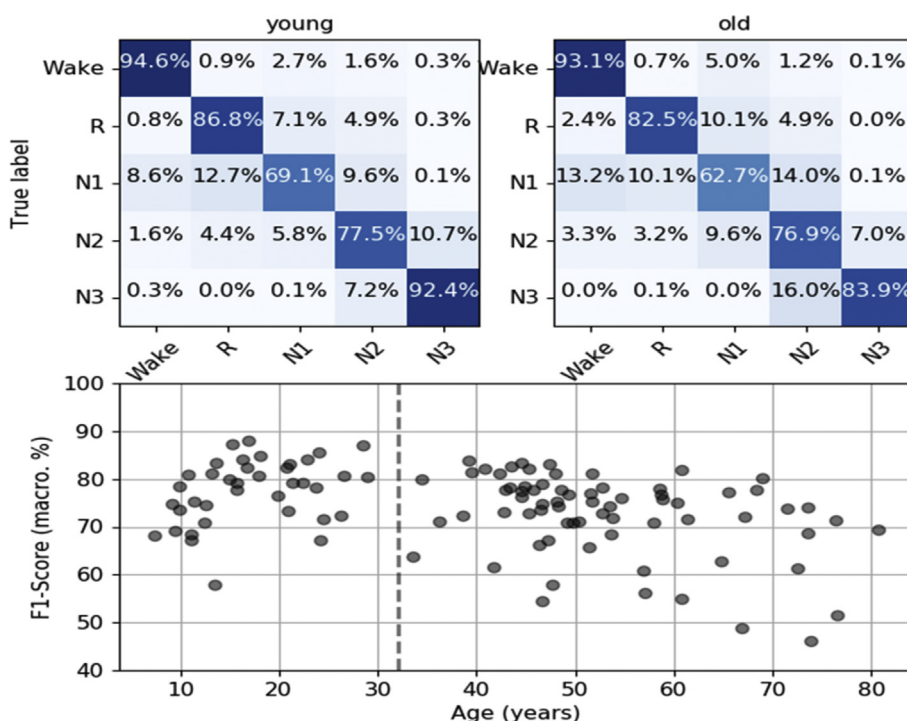 young old
Wake 94.6% 0.9% 2.7% 1.6% 0.3% Wake 93.1% 0.7% 5.0% 1.2% 0.1%
R 0.8% 86.8% 7.1% 4.9% 0.3% R 2.4% 82.5% 10.1% 4.9% 0.0%
True label
N1 8.6% 12.7% 69.1% 9.6% 0.1% N1 13.2% 10.1% 62.7% 14.0% 0.1%
N2 1.6% 4.4% 5.8% 77.5% 10.7% N2 3.3% 3.2% 9.6% 76.9% 7.0%
N3 0.3% 0.0% 0.1% 7.2% 92.4% N3 0.0% 0.1% 0.0% 16.0% 83.9%
Wake R N1 N2 N3 Wake R N1 N2 N3
100
90
80
70
60
50
40
F1-Score (macro. %)
10 20 30 40 50 60 70 80
Age (years)